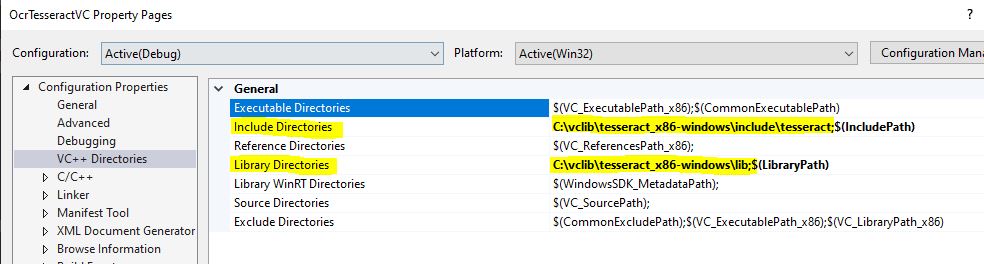 OcrTesseractVC Property Pages ?
Configuration: Active(Debug) Platform: Active(Win32) Configuration Mana
Configuration Properties
General
Advanced
Debugging
VC++ Directories
C/C++
Linker
Manifest Tool
XML Document Generator
Browse Information
General
Executable Directories $(VC_ExecutablePath_x86);$(CommonExecutablePath)
Include Directories C:\vclib\tesseract_x86-windows\include\tesseract;$(IncludePath)
Reference Directories $(VC_ReferencesPath_x86);
Library Directories C:\vclib\tesseract_x86-windows\lib;$(LibraryPath)
Library WinRT Directories $(WindowsSDK_MetadataPath);
Source Directories $(VC_SourcePath);
Exclude Directories $(CommonExcludePath);$(VC_ExecutablePath_x86);$(VC_LibraryPath_x86)